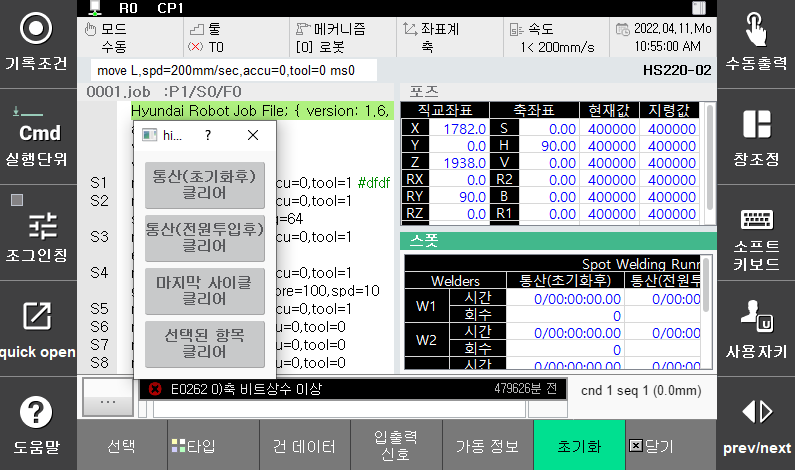 R0 CP1
모드
수동
툴
(X) T0
메커니즘
[0] 로봇
좌표계
축
속도
1< 200mm/s
2022.04.11,Mo
10:55:00 AM
move L,spd=200mm/sec,accu=0,tool=0 ms0
HS220-02
기록조건
Cmd
실행단위
조그인칭
quick open
도움말
0001.job :P1/S0/F0
Hyundai Robot Job File; { version: 1.6,
S1 cu=0,tool=1 #dfdf
S2 cu=0,tool=1
g=64
S3 cu=0,tool=1
S4 cu=0,tool=1
ore=100,spd=10
S5 cu=0,tool=1
S6 cu=0,tool=0
S7 cu=0,tool=0
S8 cu=0,tool=0
hi... ? ×
통산(초기화후)
클리어
통산(전원투입후)
클리어
마지막 사이클
클리어
선택된 항목
클리어
포즈
직교좌표 축좌표 현재값 지령값
X 1782.0 S 0.00 400000 400000
Y 0.0 H 90.00 400000 400000
Z 1938.0 V 0.00 400000 400000
RX 0.0 R2 0.00 400000 400000
RY 90.0 B 0.00 400000 400000
RZ 0.0 R1 0.00 400000 400000
스폿
Spot Welding Runn
Welders 통산(초기화후) 통산(전원투
W1 시간 0/00:00:00.00 0/00:0
회수 0
W2 시간 0/00:00:00.00 0/00:0
회수 0
시간 0/00:00:00.00 0/00:0
...
E0262 0)축 비트상수 이상 479626분 전
cnd 1 seq 1 (0.0mm)
선택
타입
건 데이터
입출력
신호
가동 정보
초기화
닫기
수동출력
창조정
소프트
키보드
U
사용자키
prev/next